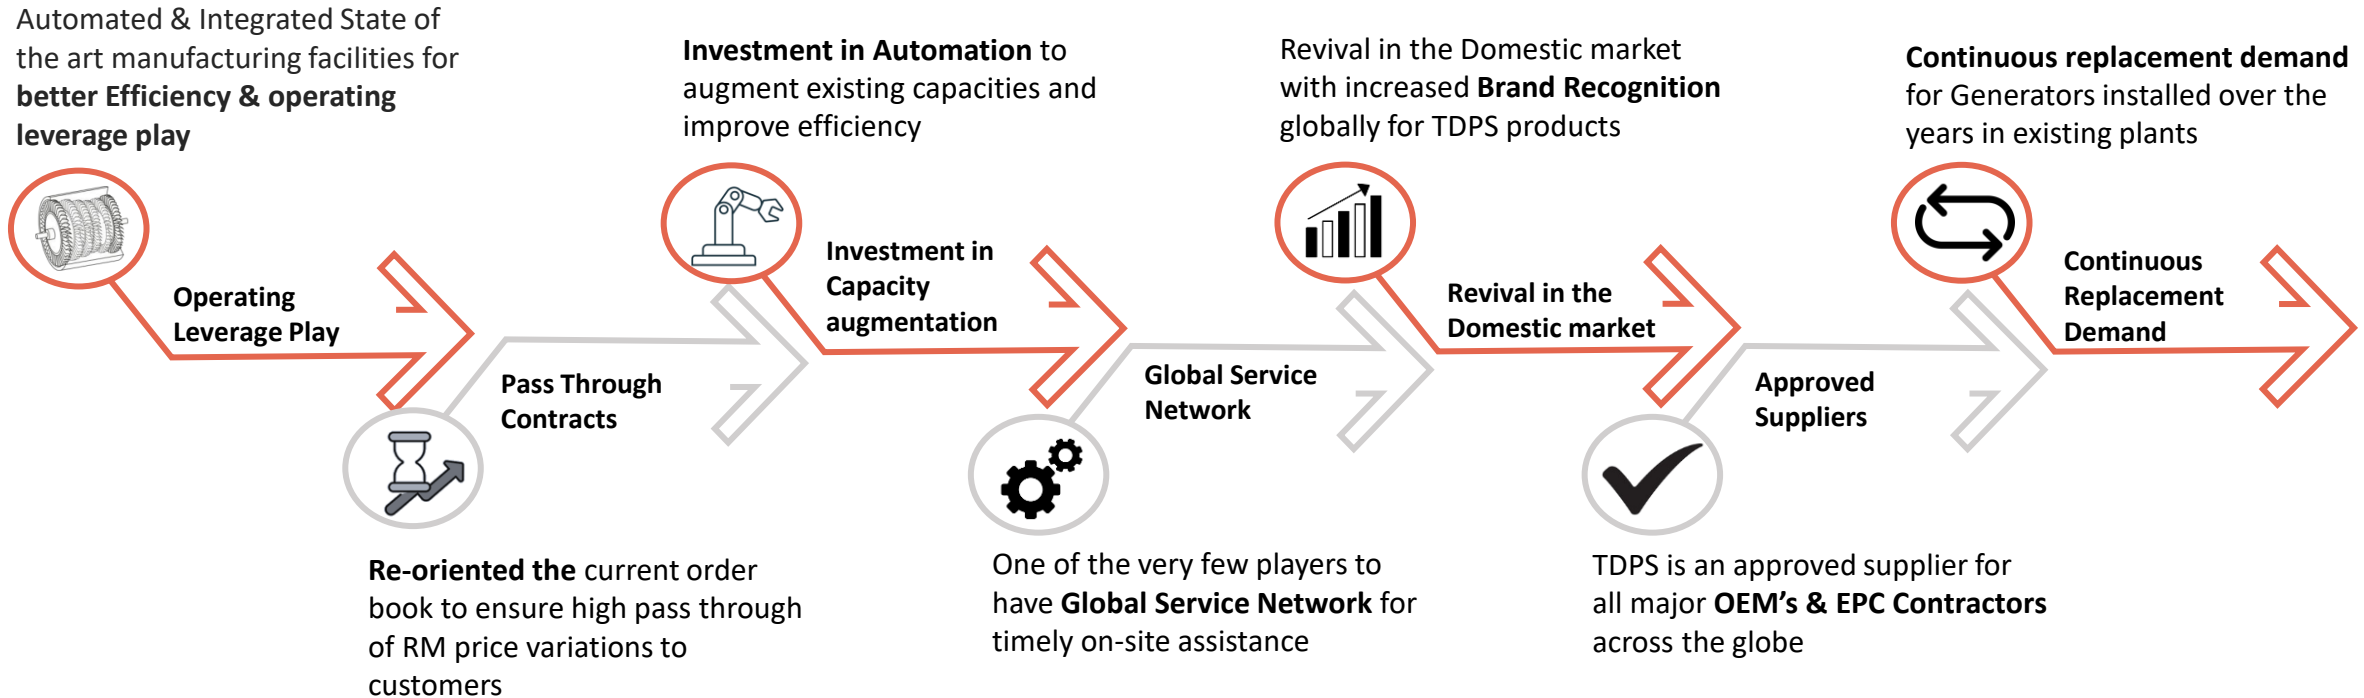 Automated & Integrated State of
the art manufacturing facilities for
better Efficiency & operating
leverage play
Operating
Leverage Play
Pass Through
Contracts
Re-oriented the current order
book to ensure high pass through
of RM price variations to
customers
Investment in Automation to
augment existing capacities and
improve efficiency
Investment in
Capacity
augmentation
Global Service
Network
One of the very few players to
have Global Service Network for
timely on-site assistance
Revival in the Domestic market
with increased Brand Recognition
globally for TDPS products
Revival in the
Domestic market
Approved
Suppliers
TDPS is an approved supplier for
all major OEM’s & EPC Contractors
across the globe
Continuous replacement demand
for Generators installed over the
years in existing plants
Continuous
Replacement
Demand